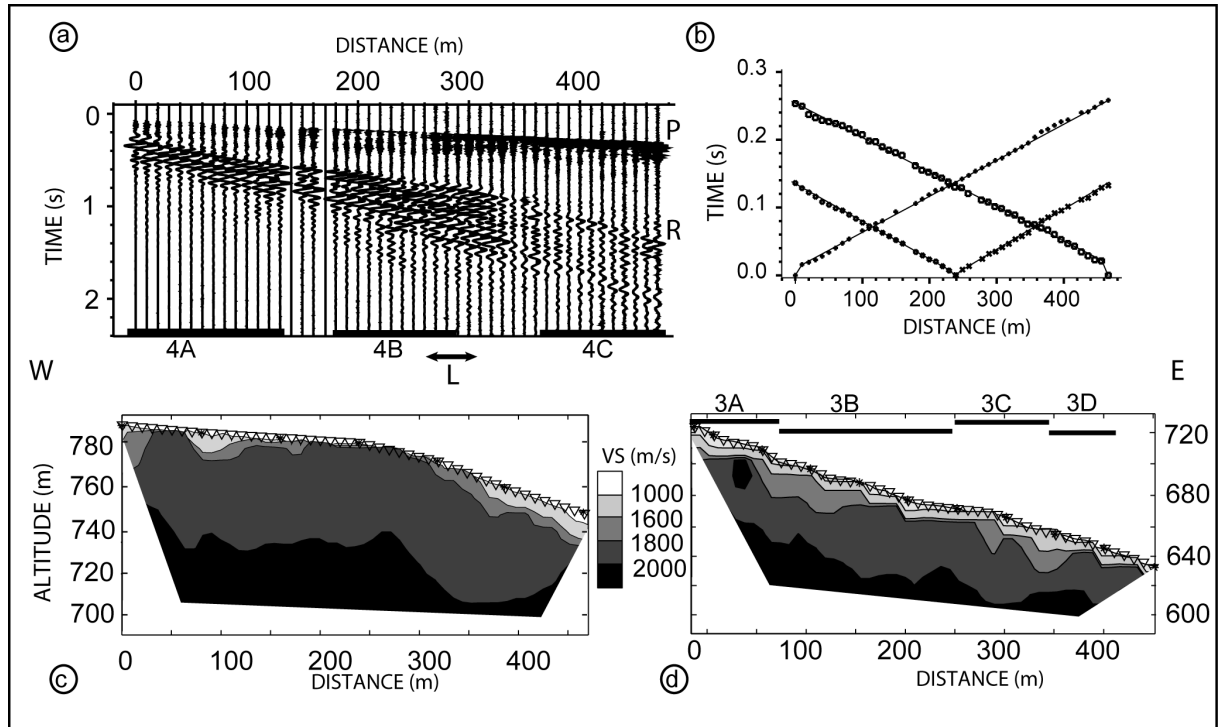 a
DISTANCE (m)
0 100 200 300 400
0
1
2
TIME (s)
P
R
4A 4B 4C
L
b
0.3
0.2
0.1
0.0
TIME (s)
0 100 200 300 400
DISTANCE (m)
W
780
760
740
720
700
ALTITUDE (m)
0 100 200 300 400
DISTANCE (m)
c
VS (m/s)
1000
1600
1800
2000
E
3A 3B 3C 3D
720
680
640
600
0 100 200 300 400
DISTANCE (m)
d